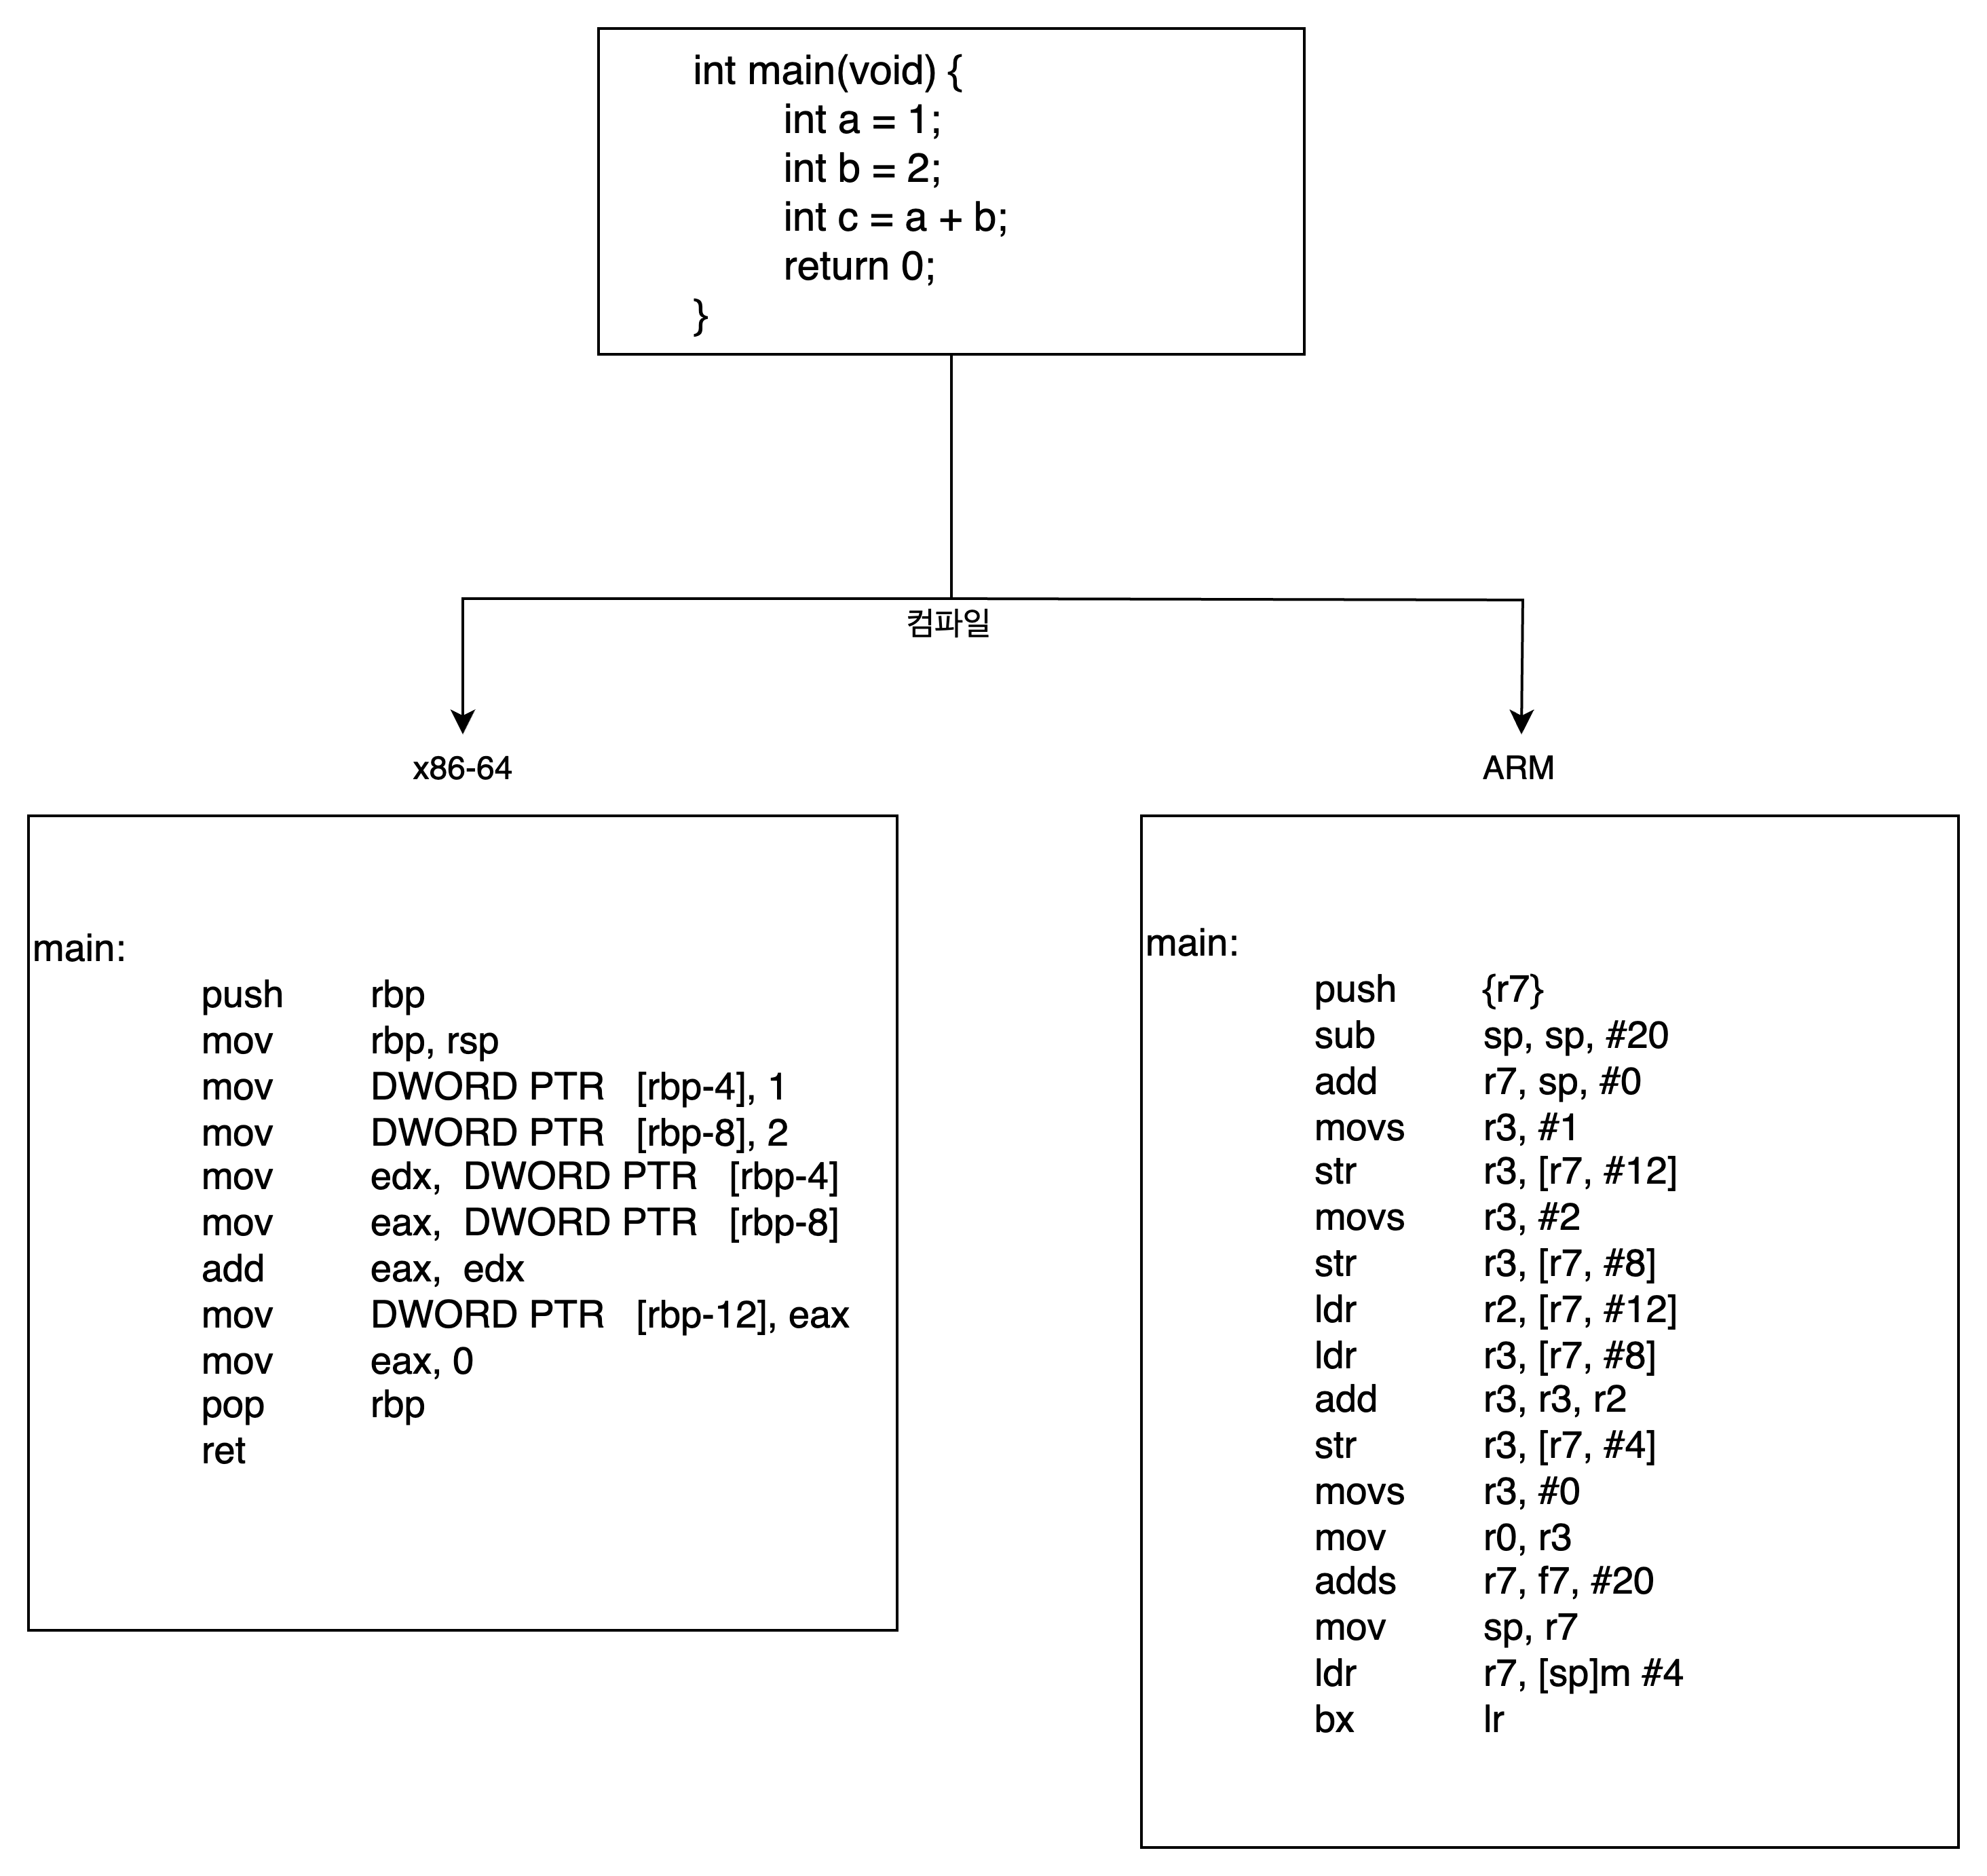 int main(void) {
int a = 1;
int b = 2;
int c = a + b;
return 0;
}
컴파일
x86-64
main:
push rbp
mov rbp, rsp
mov DWORD PTR [rbp-4], 1
mov DWORD PTR [rbp-8], 2
mov edx, DWORD PTR [rbp-4]
mov eax, DWORD PTR [rbp-8]
add eax, edx
mov DWORD PTR [rbp-12], eax
mov eax, 0
pop rbp
ret
ARM
main:
push {r7}
sub sp, sp, #20
add r7, sp, #0
movs r3, #1
str r3, [r7, #12]
movs r3, #2
str r3, [r7, #8]
ldr r2, [r7, #12]
ldr r3, [r7, #8]
add r3, r3, r2
str r3, [r7, #4]
movs r3, #0
mov r0, r3
adds r7, f7, #20
mov sp, r7
ldr r7, [sp]m #4
bx lr